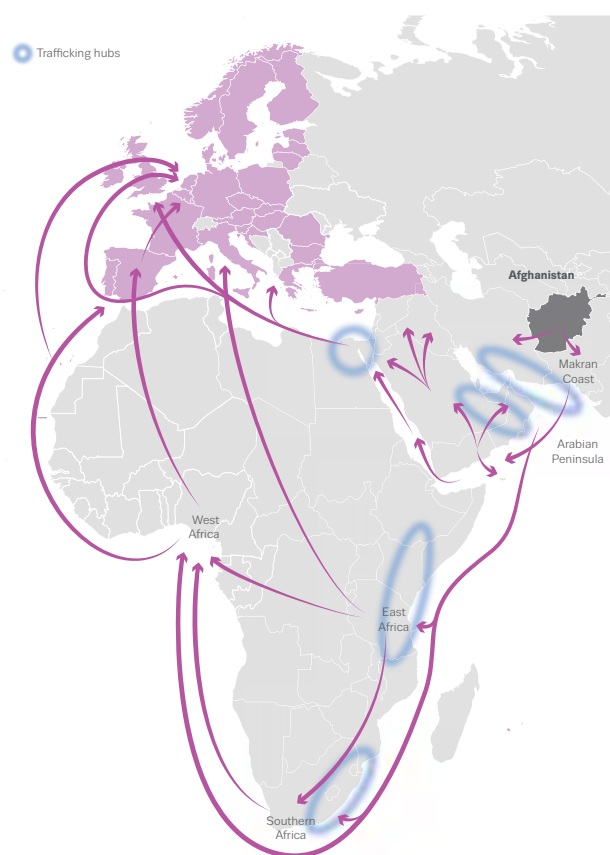 Trafficking hubs
Afghanistan
Makran
Coast
Arabian
Peninsula
West
Africa
East
Africa
Southern
Africa